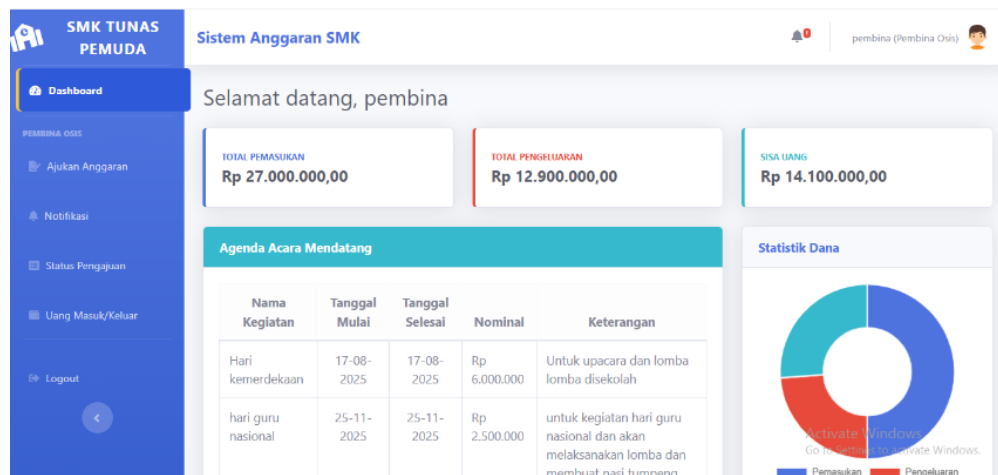 SMK TUNAS
PEMUDA
Sistem Anggaran SMK
pembina (Pembina Osis)
Dashboard
PEMBINA OSIS
Ajukan Anggaran
Notifikasi
Status Pengajuan
Uang Masuk/Keluar
Logout
Selamat datang, pembina
TOTAL PEMASUKAN
Rp 27.000.000,00
TOTAL PENGELUARAN
Rp 12.900.000,00
SISA UANG
Rp 14.100.000,00
Agenda Acara Mendatang
Nama Kegiatan Tanggal Mulai Tanggal Selesai Nominal Keterangan
Hari kemerdekaan 17-08-2025 17-08-2025 Rp 6.000.000 Untuk upacara dan lomba lomba disekolah
hari guru nasional 25-11-2025 25-11-2025 Rp 2.500.000 untuk kegiatan hari guru nasional dan akan melaksanakan lomba dan membuat nasi tumpeng
Statistik Dana
Activate Windows
Go to Settings to activate Windows.
Pemasukan Pengeluaran